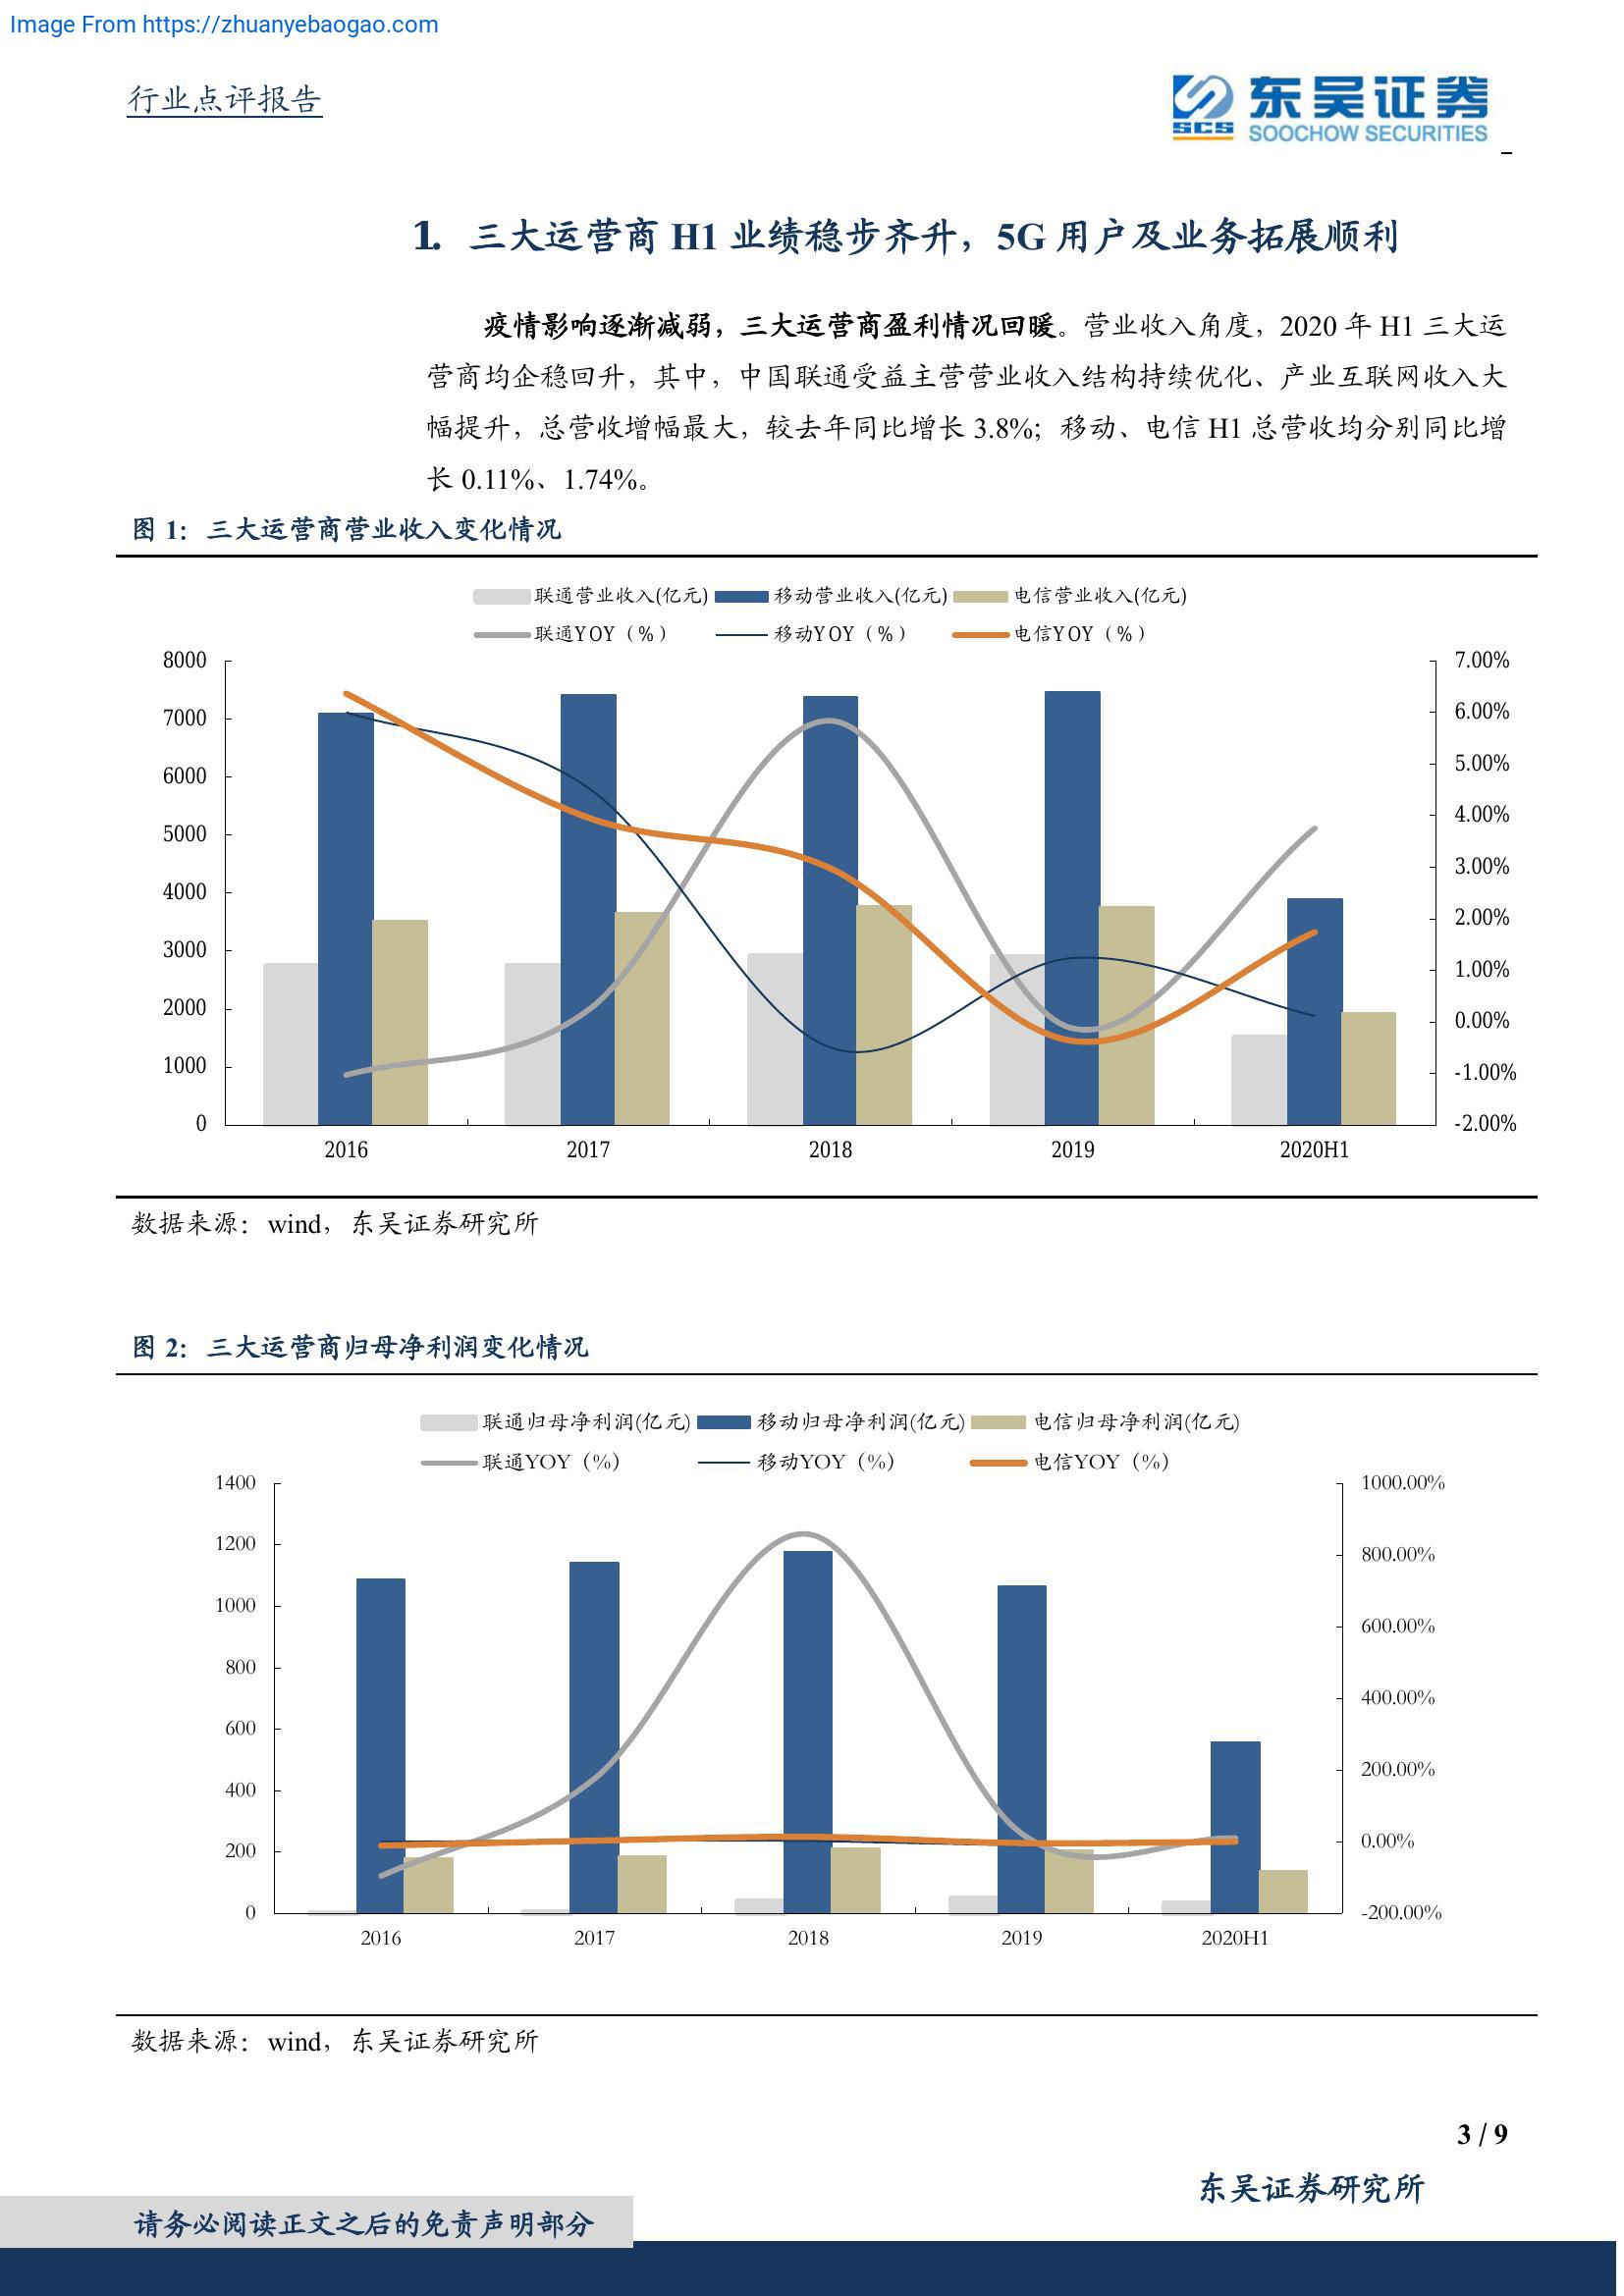 Image From https://zhuanyebaogao.com
行业点评报告
东吴证券
SCS
SOOCHOW SECURITIES
1. 三大运营商 H1 业绩稳步齐升，5G 用户及业务拓展顺利
疫情影响逐渐减弱，三大运营商盈利情况回暖。营业收入角度，2020 年 H1 三大运
营商均企稳回升，其中，中国联通受益主营营业收入结构持续优化、产业互联网收入大
幅提升，总营收增幅最大，较去年同比增长 3.8%；移动、电信 H1 总营收均分别同比增
长 0.11%、1.74%。
图 1：三大运营商营业收入变化情况
联通营业收入(亿元) 移动营业收入(亿元) 电信营业收入(亿元)
联通YOY（%） 移动YOY（%） 电信YOY（%）
8000 7.00%
7000 6.00%
6000 5.00%
5000 4.00%
4000 3.00%
3000 2.00%
2000 1.00%
1000 0.00%
0 -1.00%
-2.00%
2016 2017 2018 2019 2020H1
数据来源：wind，东吴证券研究所
图 2：三大运营商归母净利润变化情况
联通归母净利润(亿元) 移动归母净利润(亿元) 电信归母净利润(亿元)
联通YOY（%） 移动YOY（%） 电信YOY（%）
1400 1000.00%
1200 800.00%
1000 600.00%
800 400.00%
600 200.00%
400 0.00%
200 -200.00%
0
2016 2017 2018 2019 2020H1
数据来源：wind，东吴证券研究所
3 / 9
东吴证券研究所
请务必阅读正文之后的免责声明部分